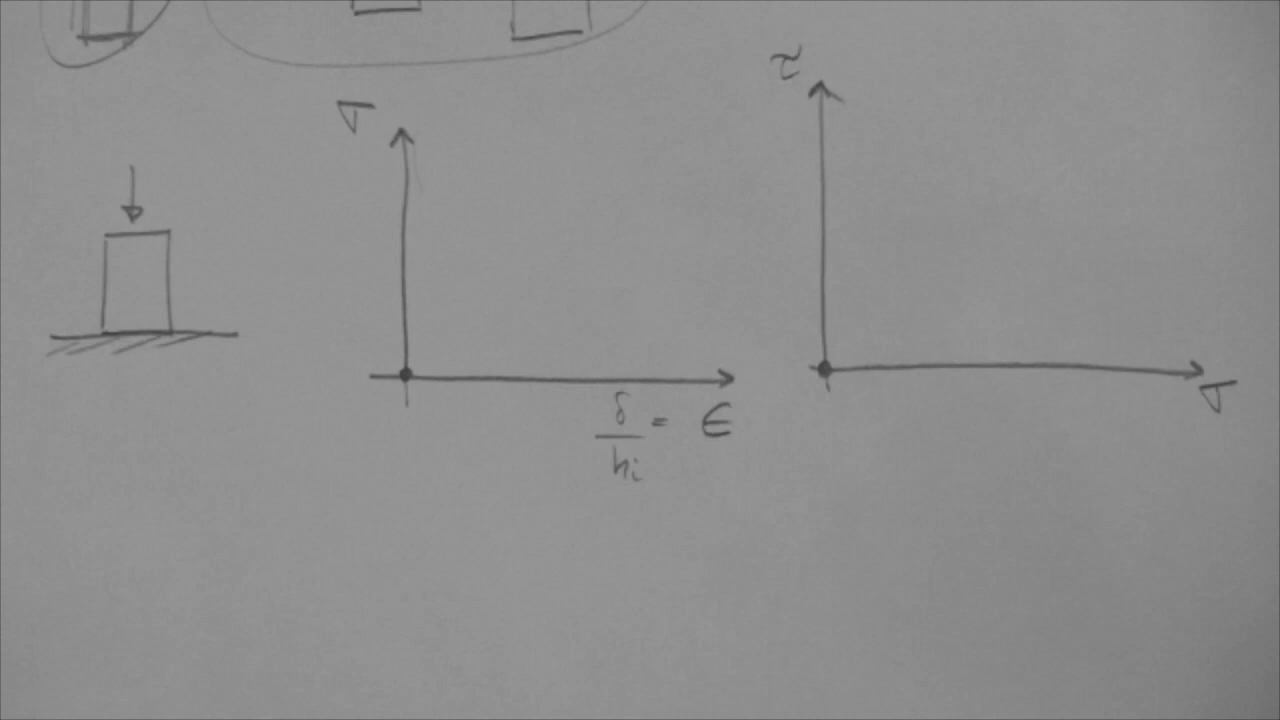 σ
τ
δ/hi = ε
σ